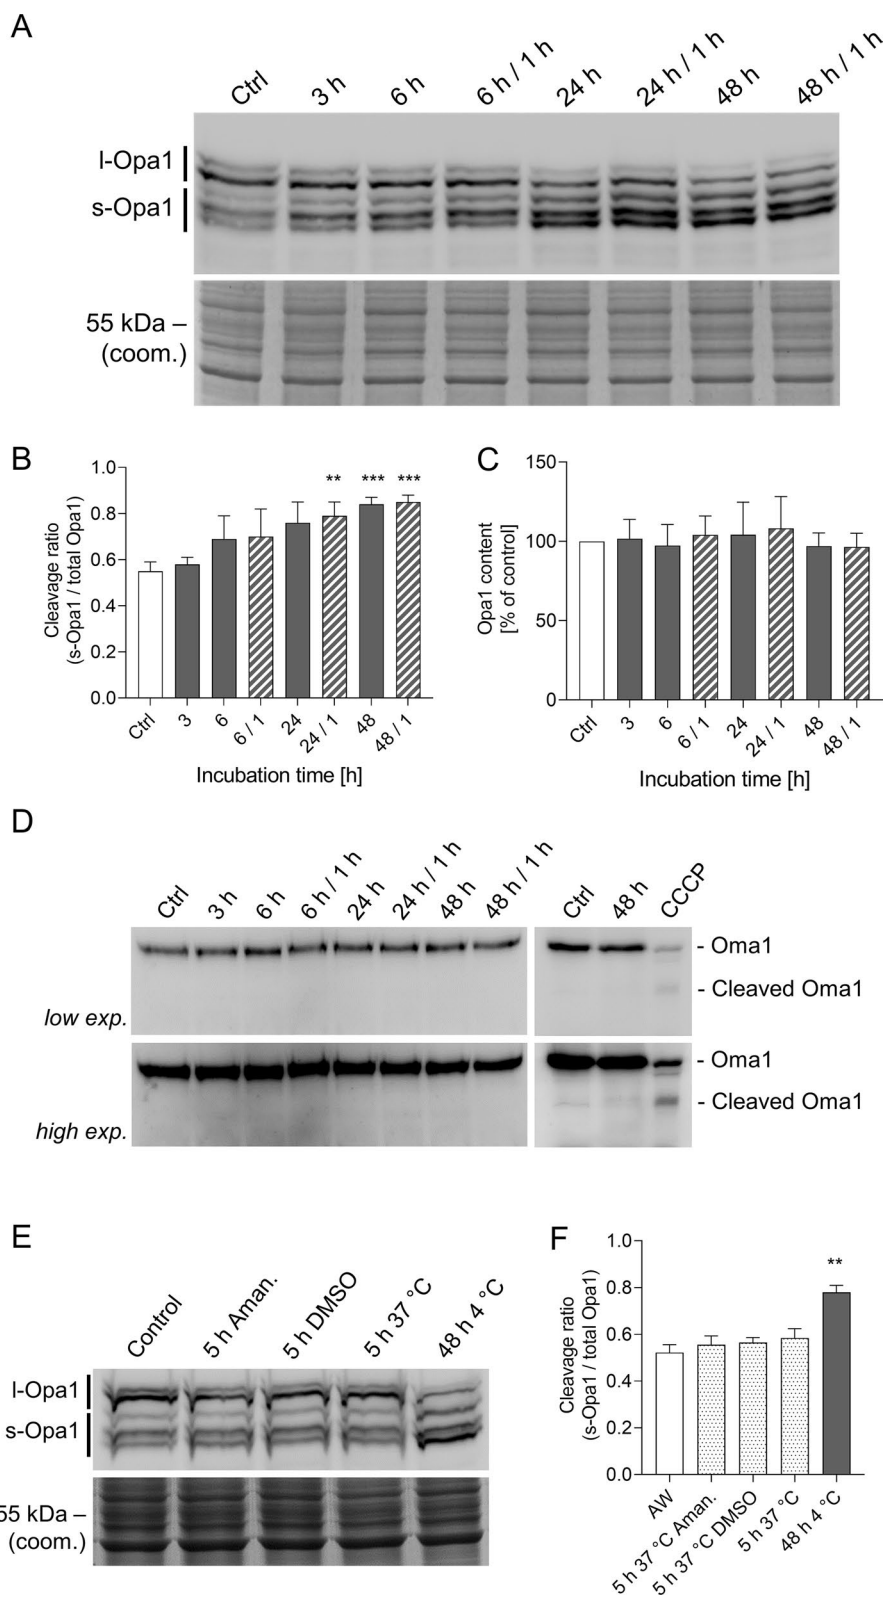 A
Ctrl
3 h
6 h
6 h / 1 h
24 h
24 h / 1 h
48 h
48 h / 1 h
l-Opa1
s-Opa1
55 kDa –
(coom.)
B
Cleavage ratio
(s-Opa1 / total Opa1)
1.0
0.8
0.6
0.4
0.2
0.0
**
***
***
Ctrl
3
6
6 / 1
24
24 / 1
48
48 / 1
Incubation time [h]
C
Opa1 content
[% of control]
150
100
50
0
Ctrl
3
6
6 / 1
24
24 / 1
48
48 / 1
Incubation time [h]
D
Ctrl
3 h
6 h
6 h / 1 h
24 h
24 h / 1 h
48 h
48 h / 1 h
Ctrl
48 h
CCCP
- Oma1
- Cleaved Oma1
low exp.
- Oma1
- Cleaved Oma1
high exp.
E
Control
5 h Aman.
5 h DMSO
5 h 37 °C
48 h 4 °C
l-Opa1
s-Opa1
55 kDa –
(coom.)
F
Cleavage ratio
(s-Opa1 / total Opa1)
1.0
0.8
0.6
0.4
0.2
0.0
**
AW
5 h 37 °C Aman.
5 h 37 °C DMSO
5 h 37 °C
48 h 4 °C